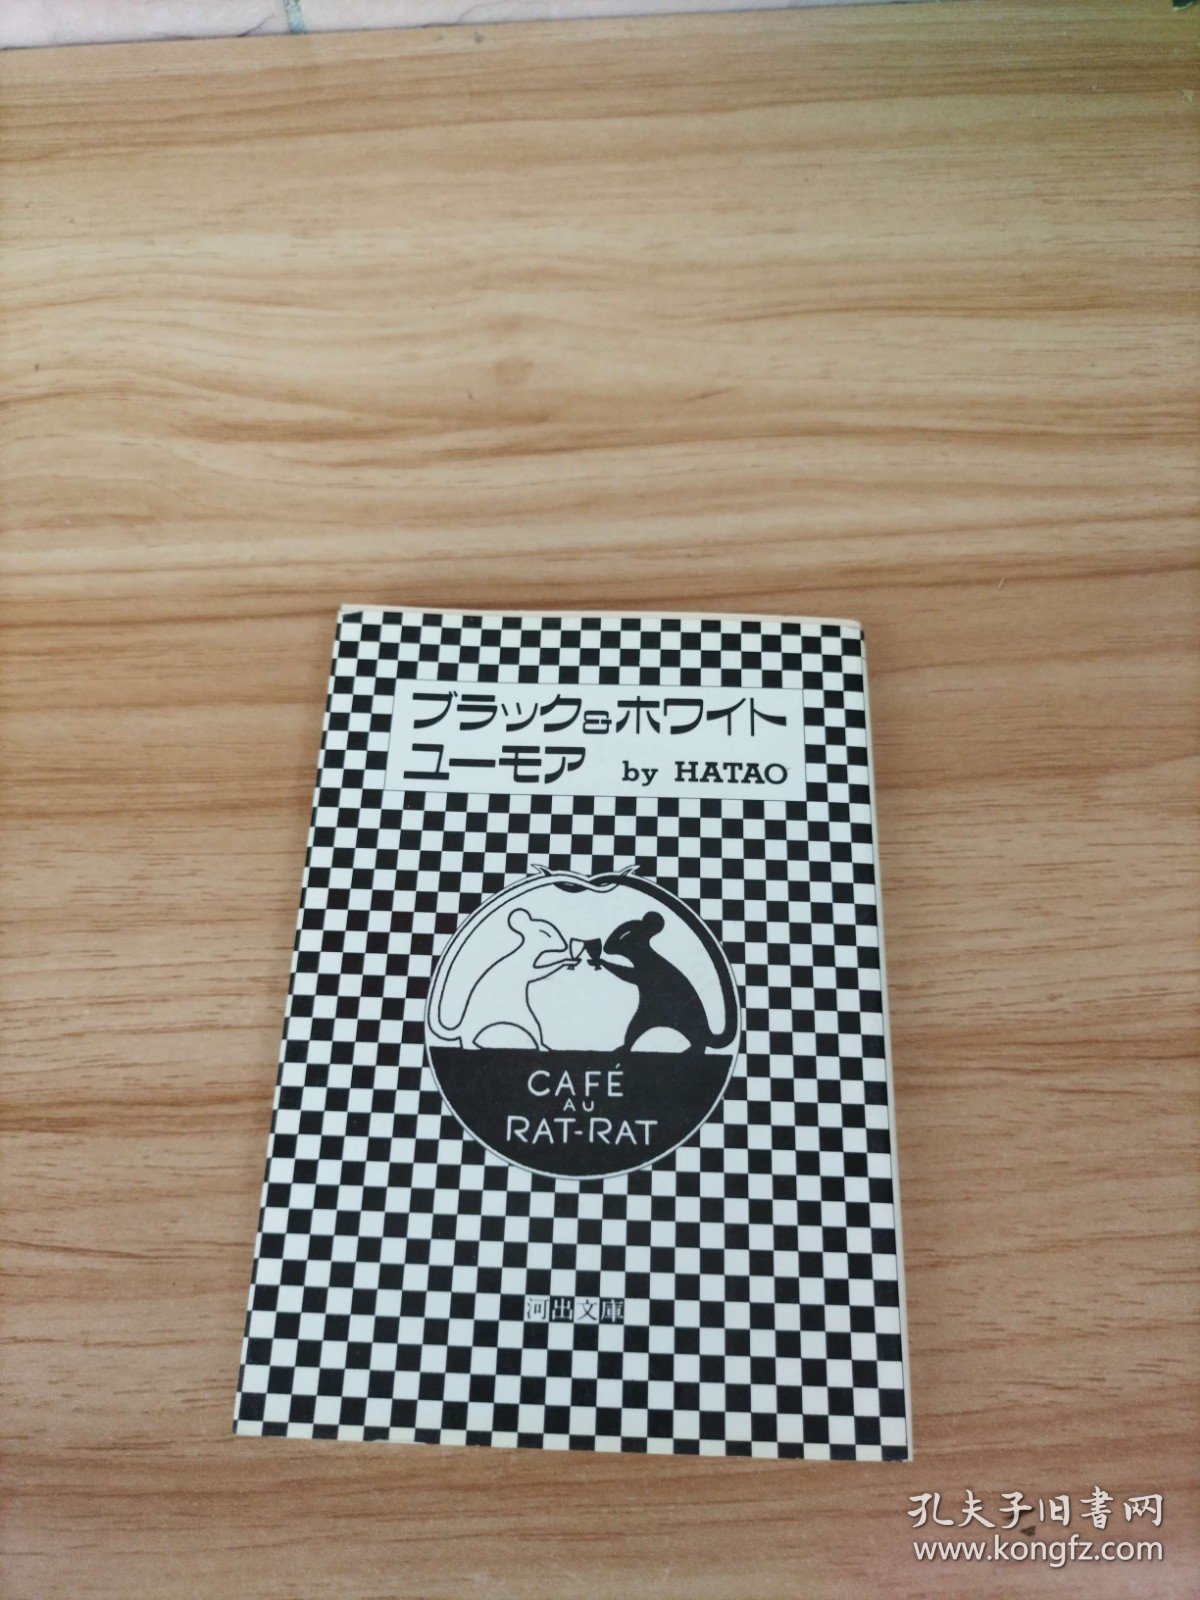 ブラック&ホワイト
ユーモア by HATAO
CAFÉ
AU
RAT-RAT
河出文庫
孔夫子旧书网
www.kongfz.com